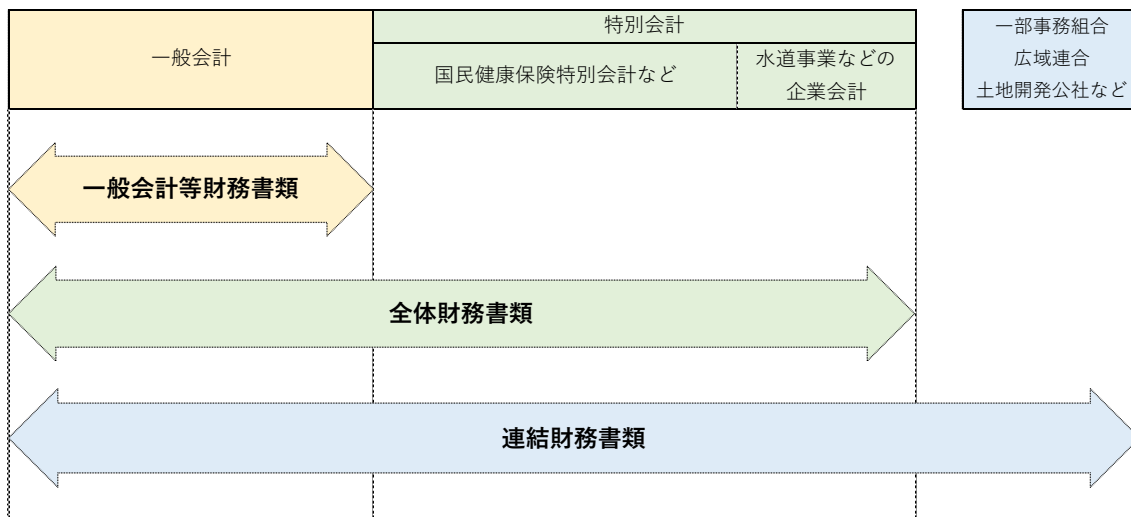 一般会計
特別会計
国民健康保険特別会計など
水道事業などの
企業会計
一部事務組合
広域連合
土地開発公社など
一般会計等財務書類
全体財務書類
連結財務書類